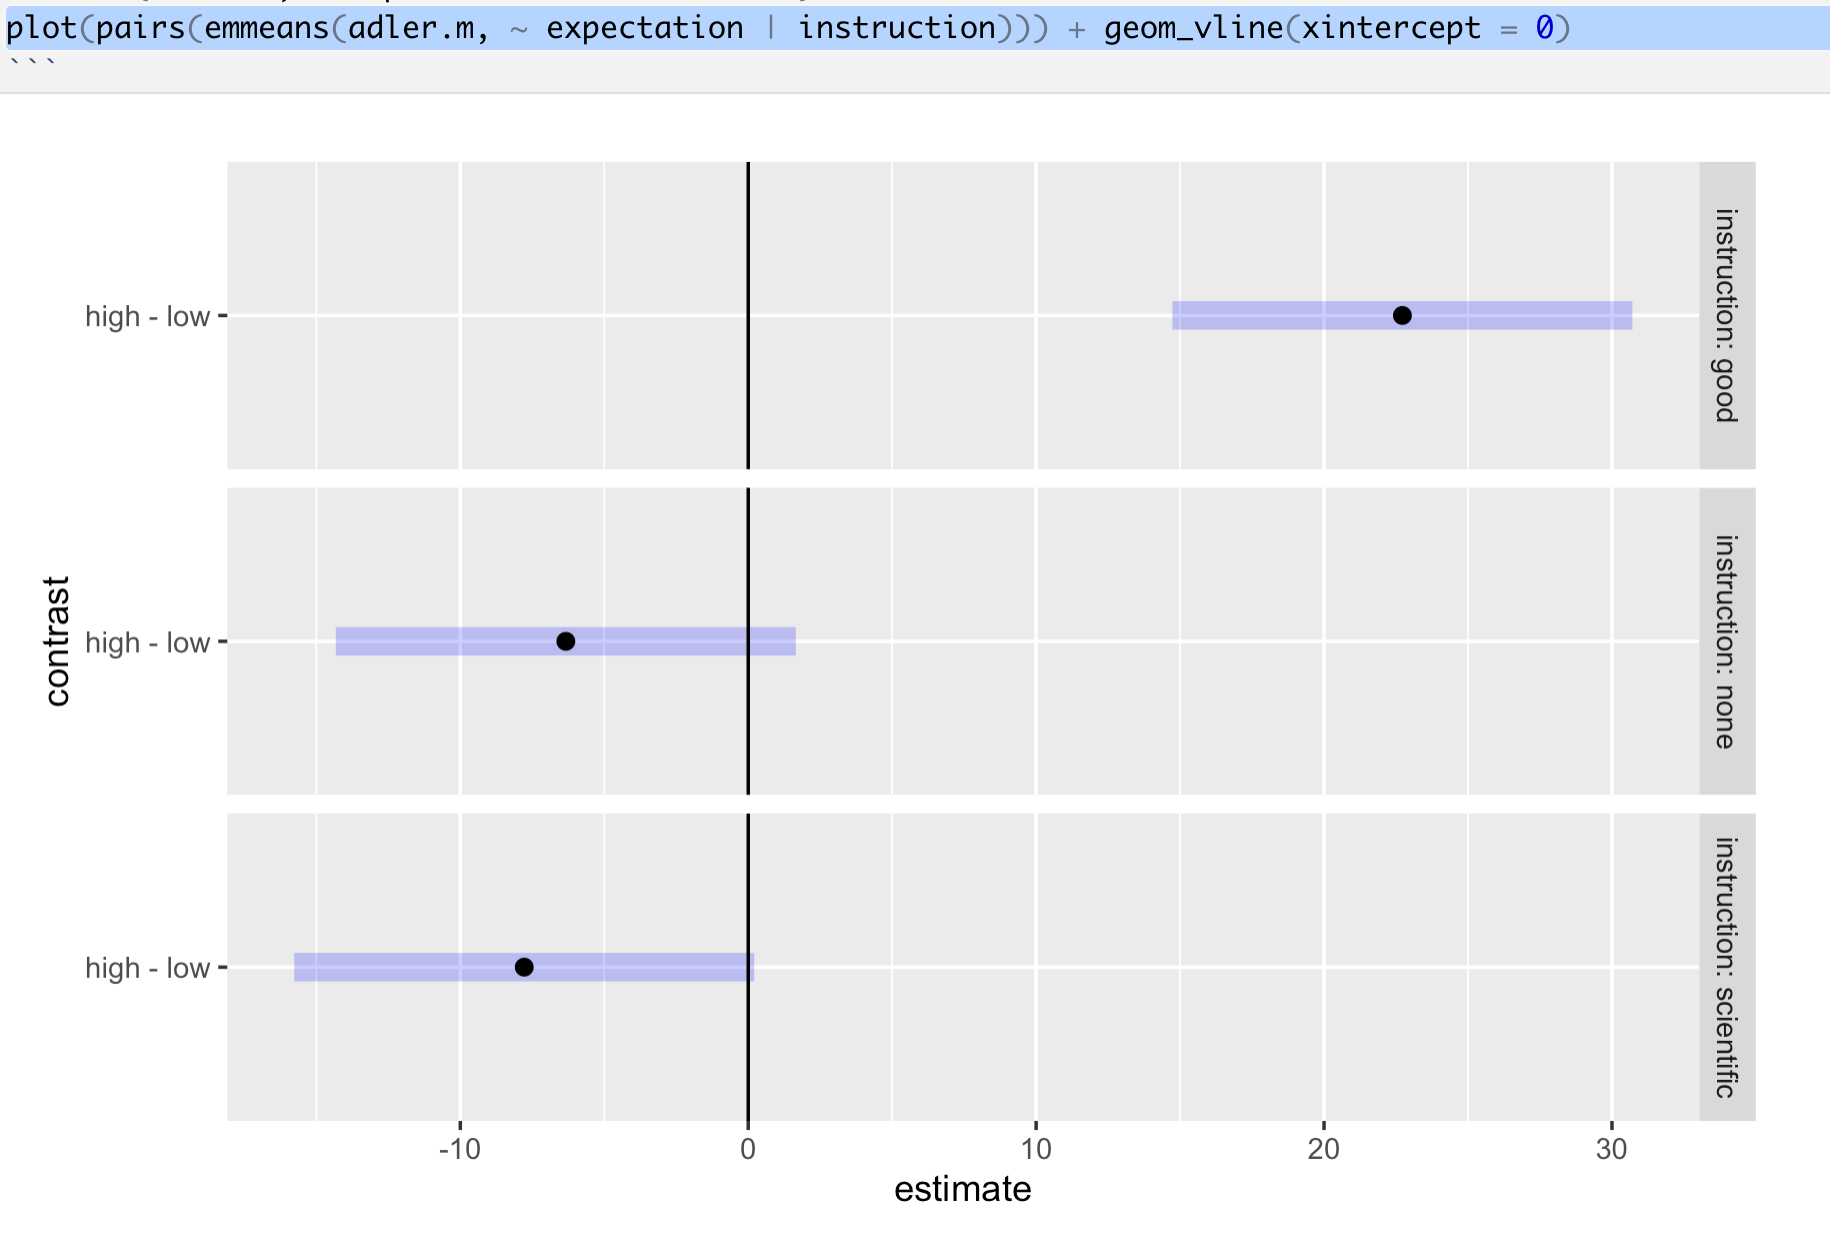 plot(pairs(emmeans(adler.m, ~ expectation | instruction))) + geom_vline(xintercept = 0)
```
high - low
instruction: good
contrast
high - low
instruction: none
high - low
instruction: scientific
-10 0 10 20 30
estimate